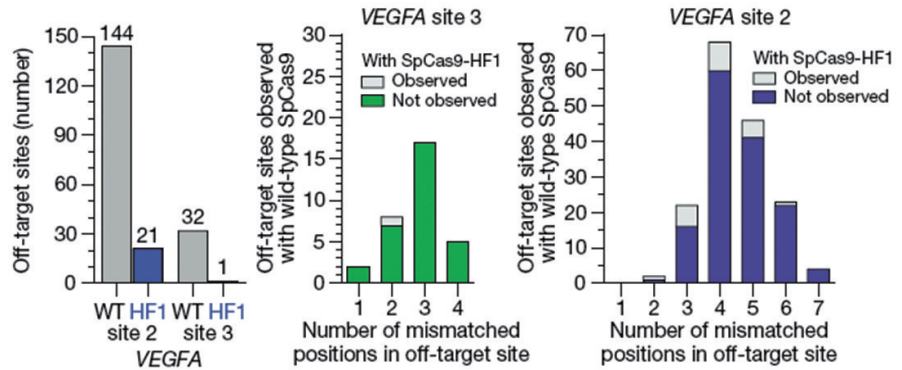 Off-target sites (number)
150
120
90
60
30
0
144
21
32
1
WT HF1 WT HF1
site 2 site 3
VEGFA
VEGFA site 3
Off-target sites observed
with wild-type SpCas9
30
25
20
15
10
5
0
With SpCas9-HF1
Observed
Not observed
1 2 3 4
Number of mismatched
positions in off-target site
VEGFA site 2
Off-target sites observed
with wild-type SpCas9
70
60
50
40
30
20
10
0
With SpCas9-HF1
Observed
Not observed
1 2 3 4 5 6 7
Number of mismatched
positions in off-target site